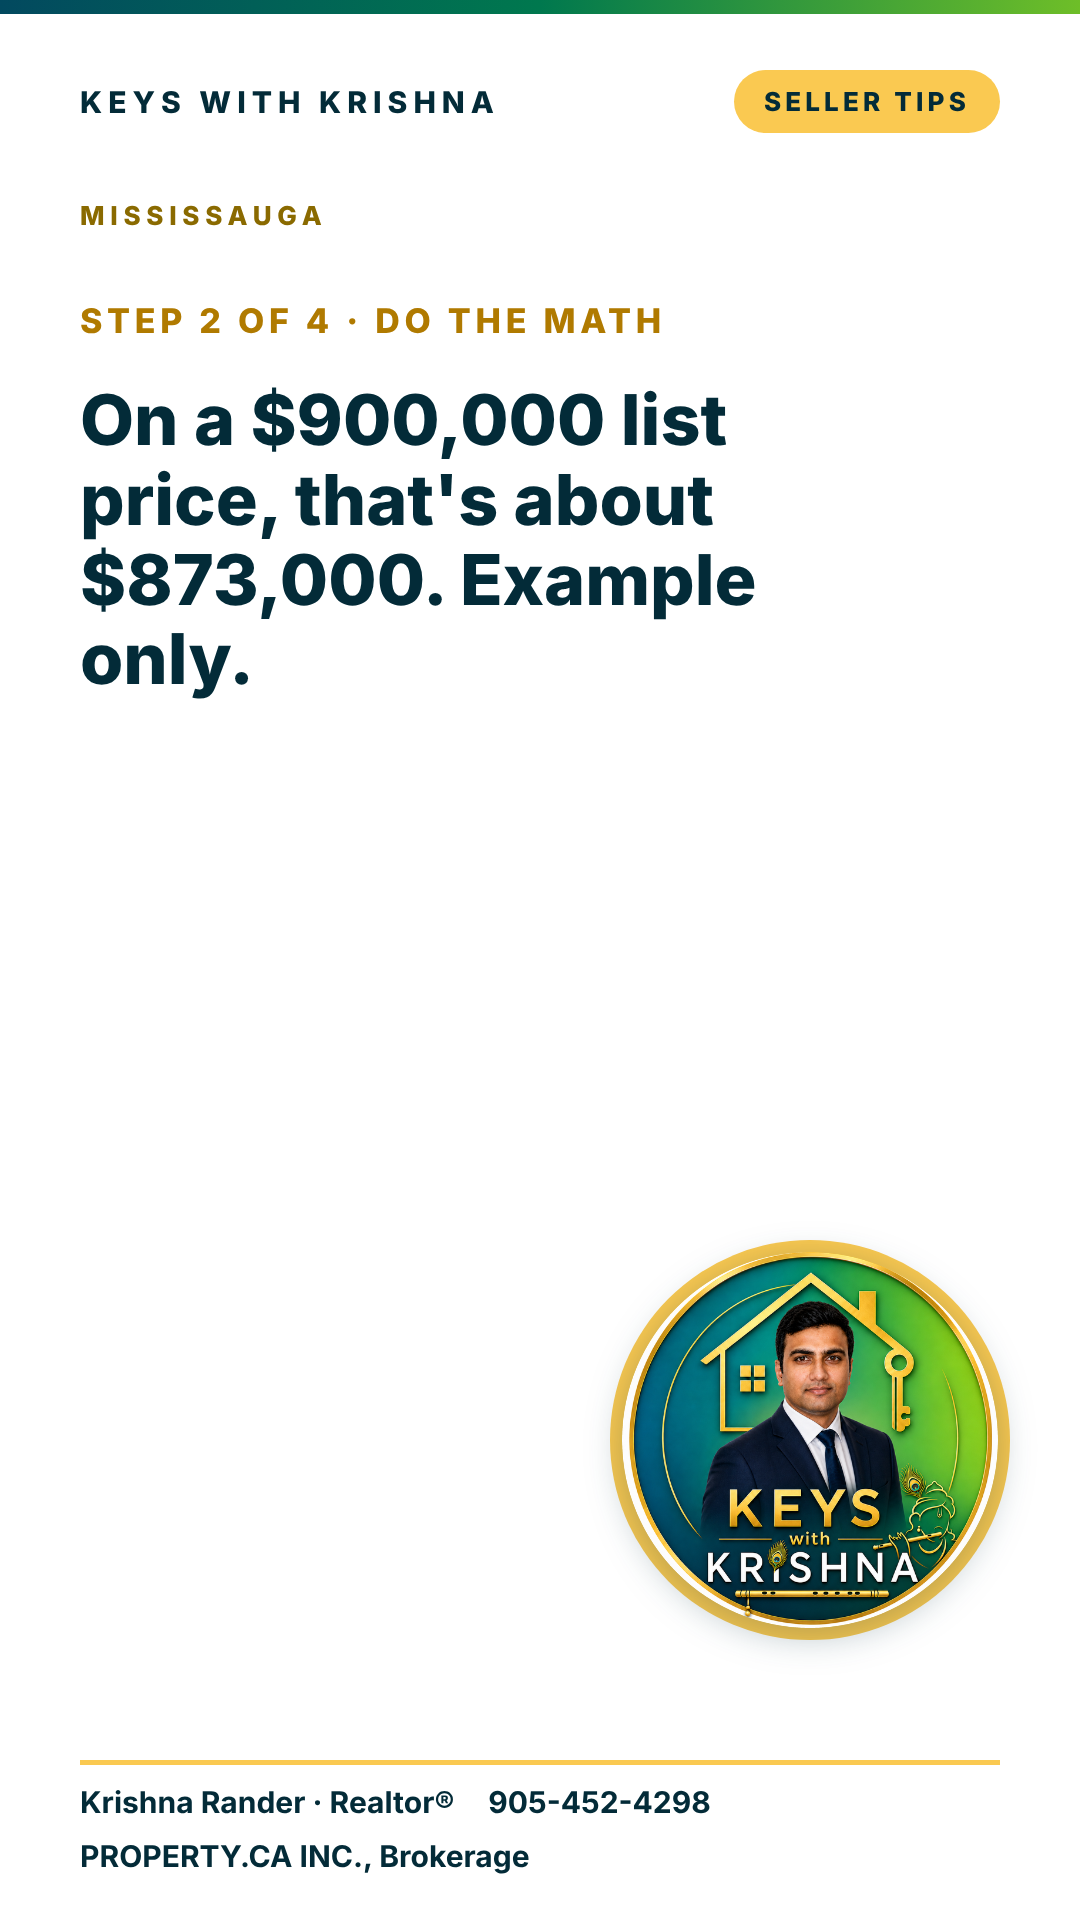 KEYS WITH KRISHNA
SELLER TIPS
MISSISSAUGA
STEP 2 OF 4 · DO THE MATH
On a $900,000 list
price, that's about
$873,000. Example
only.
KEYS
with
KRISHNA
Krishna Rander · Realtor® 905-452-4298
PROPERTY.CA INC., Brokerage